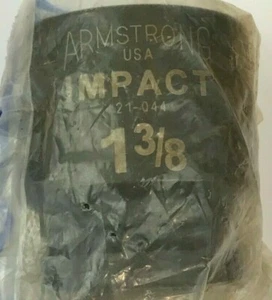 ARMSTRONG
USA
IMPACT
21-044
1 3/8